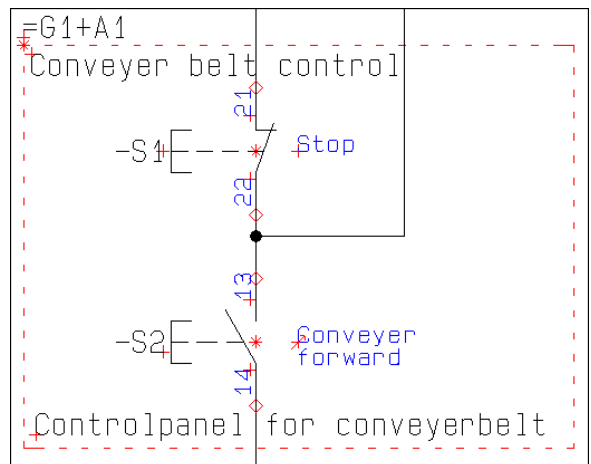 =G1+A1
Conveyer belt control
21
-S1
Stop
22
13
-S2
Conveyer
forward
14
Controlpanel for conveyerbelt